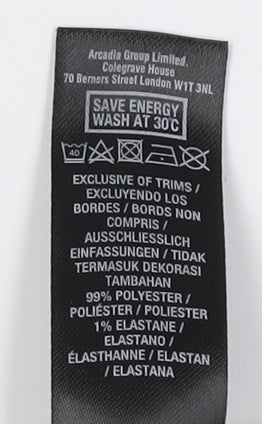 Arcadia Group Limited,
Colegrave House
70 Berners Street London W1T 3NL
SAVE ENERGY
WASH AT 30°C
40
EXCLUSIVE OF TRIMS /
EXCLUYENDO LOS
BORDES / BORDS NON
COMPRIS /
AUSSCHLIESSLICH
EINFASSUNGEN / TIDAK
TERMASUK DEKORASI
TAMBAHAN
99% POLYESTER /
POLIÉSTER / POLIESTER
1% ELASTANE /
ELASTANO /
ÉLASTHANNE / ELASTAN
/ ELASTANA